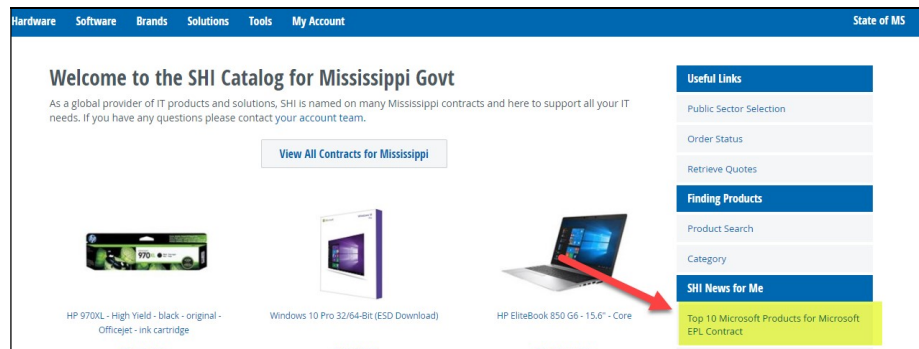 Hardware Software Brands Solutions Tools My Account State of MS
Welcome to the SHI Catalog for Mississippi Govt
As a global provider of IT products and solutions, SHI is named on many Mississippi contracts and here to support all your IT
needs. If you have any questions please contact your account team.
View All Contracts for Mississippi
970XL
HP 970XL - High Yield - black - original -
Officejet - ink cartridge
Windows 10 Pro 32/64-Bit (ESD Download)
HP EliteBook 850 G6 - 15.6" - Core
Useful Links
Public Sector Selection
Order Status
Retrieve Quotes
Finding Products
Product Search
Category
SHI News for Me
Top 10 Microsoft Products for Microsoft
EPL Contract